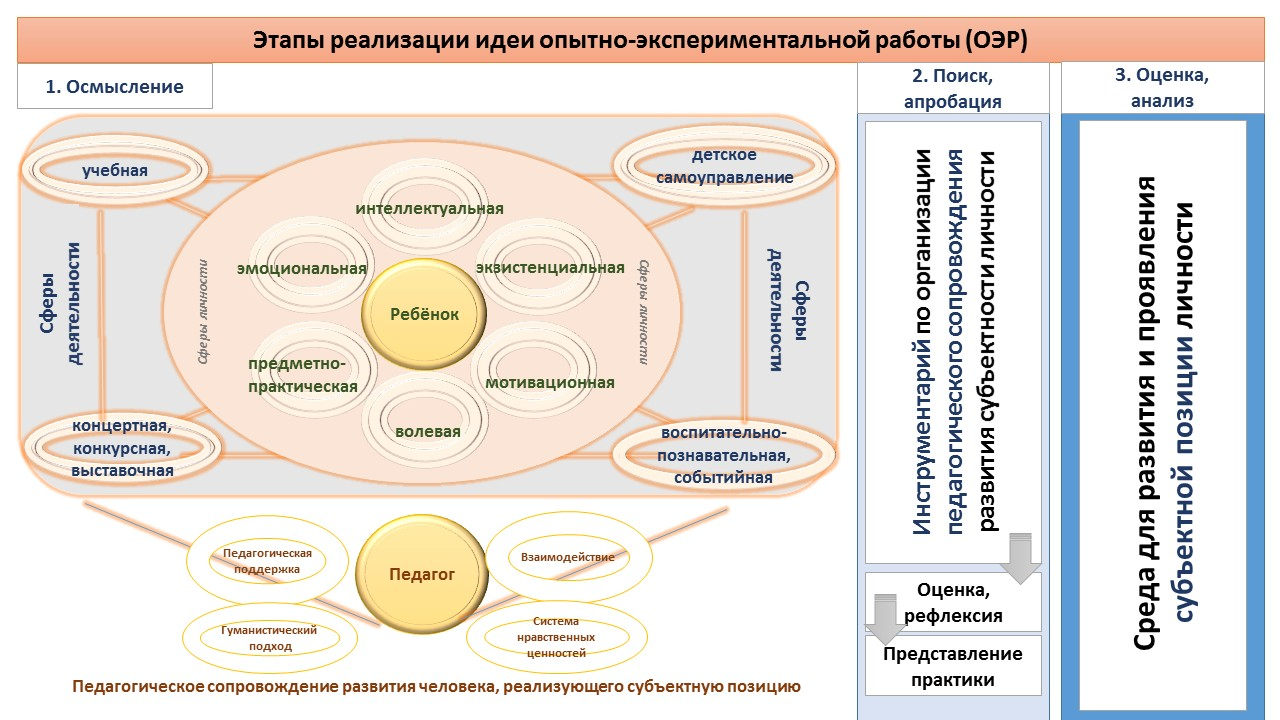 Этапы реализации идеи опытно-экспериментальной работы (ОЭР)
1. Осмысление
учебная
детское
самоуправление
интеллектуальная
эмоциональная
экзистенциальная
Ребёнок
предметно-
практическая
мотивационная
волевая
Сферы личности
Сферы личности
Сферы
деятельности
Сферы
деятельности
концертная,
конкурсная,
выставочная
воспитательно-
познавательная,
событийная
Педагогическая
поддержка
Педагог
Взаимодействие
Гуманистический
подход
Система
нравственных
ценностей
Педагогическое сопровождение развития человека, реализующего субъектную позицию
2. Поиск,
апробация
Инструментарий по организации
педагогического сопровождения
развития субъектности личности
Оценка,
рефлексия
Представление
практики
3. Оценка,
анализ
Среда для развития и проявления
субъектной позиции личности